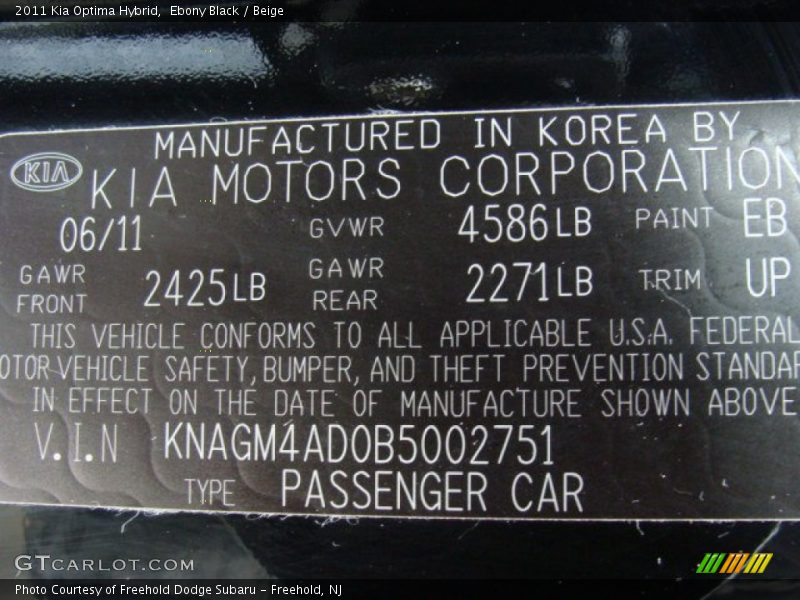 2011 Kia Optima Hybrid, Ebony Black / Beige
MANUFACTURED IN KOREA BY
KIA KIA MOTORS CORPORATION
06/11 GVWR 4586LB PAINT EB
GAWR FRONT 2425LB GAWR REAR 2271LB TRIM UP
THIS VEHICLE CONFORMS TO ALL APPLICABLE U.S.A. FEDERAL
OTOR VEHICLE SAFETY, BUMPER, AND THEFT PREVENTION STANDAR
IN EFFECT ON THE DATE OF MANUFACTURE SHOWN ABOVE
V.I.N KNAGM4AD0B5002751
TYPE PASSENGER CAR
GTCARLOT.COM
Photo Courtesy of Freehold Dodge Subaru - Freehold, NJ